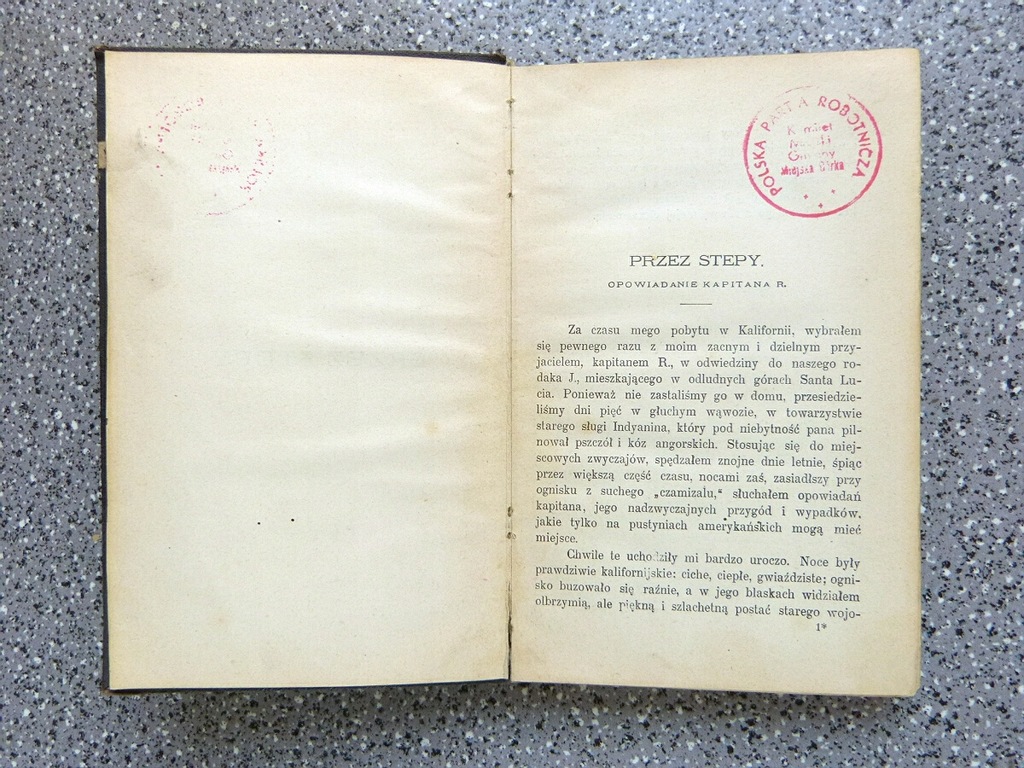 POLSKA PARTIA ROBOTNICZA
Komitet
Miejska Górka
PRZEZ STEPY.
OPOWIADANIE KAPITANA R.
Za czasu mego pobytu w Kalifornii, wybrałem
się pewnego razu z moim zacnym i dzielnym przy-
jacielem, kapitanem R., w odwiedziny do naszego ro-
daka J., mieszkającego w odludnych górach Santa Lu-
cia. Ponieważ nie zastaliśmy go w domu, przesiedzie-
liśmy dni pięć w głuchym wąwozie, w towarzystwie
starego sługi Indyanina, który pod niebytność pana pil-
nował pszczół i kóz angorskich. Stosując się do miej-
scowych zwyczajów, spędzałem znojne dnie letnie, śpiąc
przez większą część czasu, nocami zaś, zasiadłszy przy
ognisku z suchego „czamizalu,“ słuchałem opowiadań
kapitana, jego nadzwyczajnych przygód i wypadków,
jakie tylko na pustyniach amerykańskich mogą mieć
miejsce.
Chwile te uchodziły mi bardzo uroczo. Noce były
prawdziwie kalifornijskie: ciche, ciepłe, gwiaździste; ogni-
sko buzowało się raźnie, a w jego blaskach widziałem
olbrzymią, ale piękną i szlachetną postać starego wojo-
1*